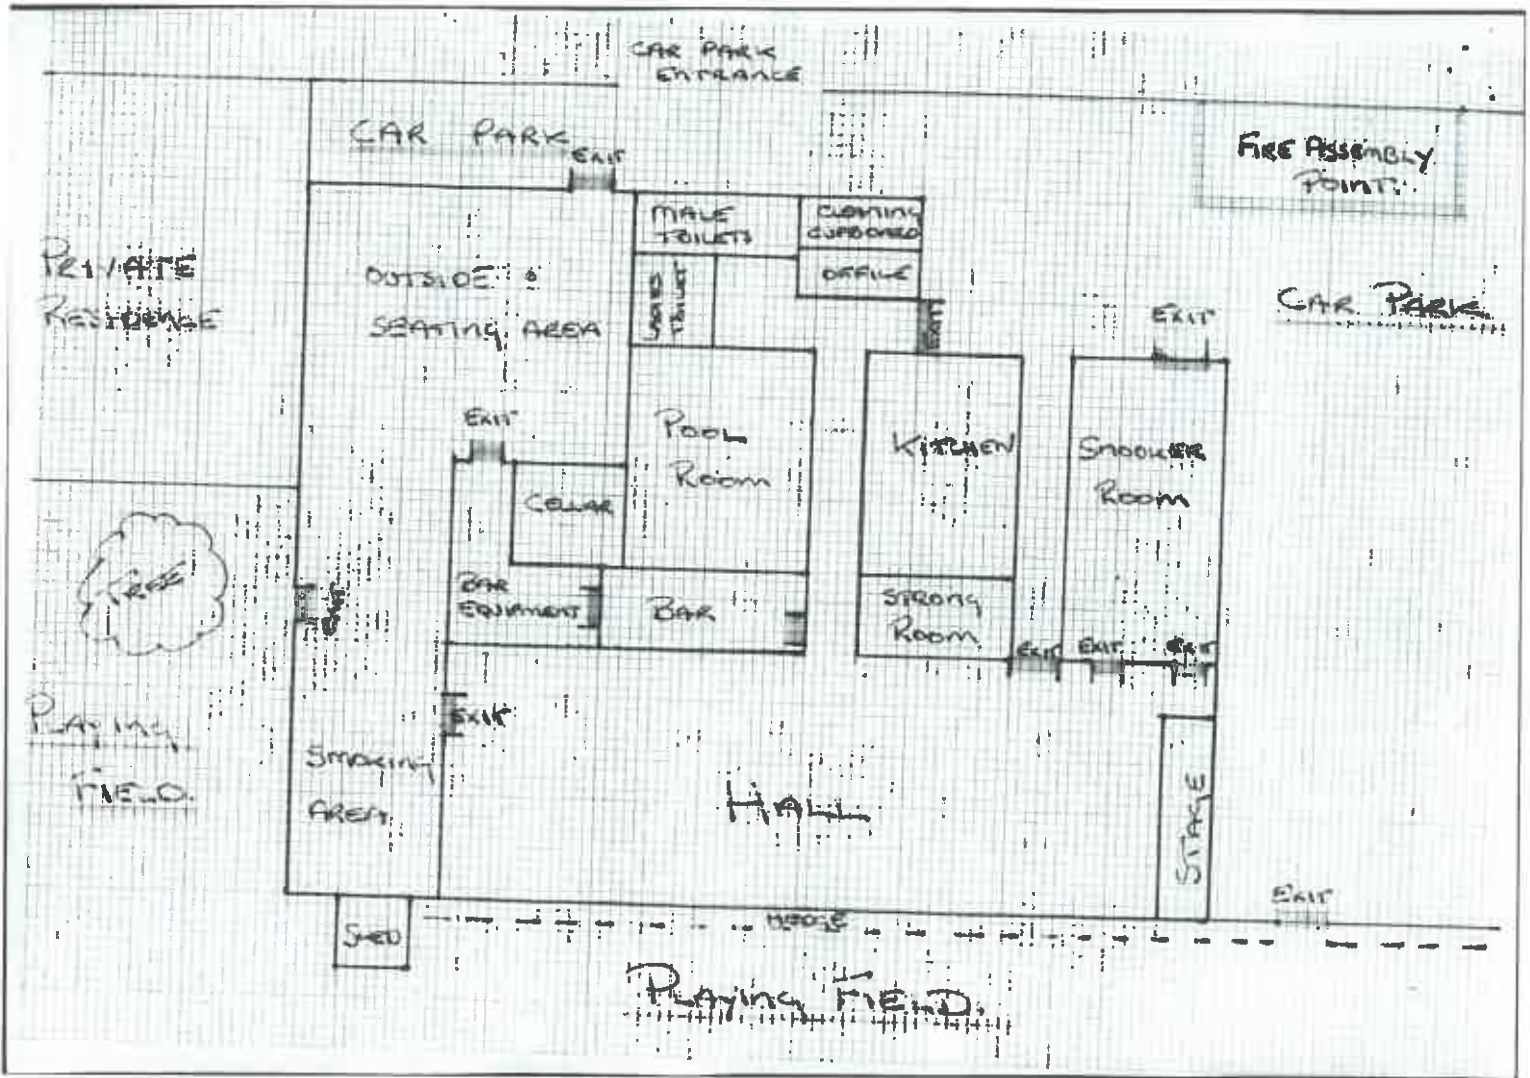 CAR PARK
ENTRANCE
CAR PARK
EXIT
FIRE ASSEMBLY
POINT
MALE
TOILETS
CUPBOARD
OFFICE
PRIVATE
RESIDENCE
OUTSIDE
SEATING AREA
LADIES
TOILET
EXIT
EXIT
CAR PARK
EXIT
POOL
ROOM
KITCHEN
SNOOKER
ROOM
CELLAR
TREE
EXIT
BAR
EQUIPMENT
BAR
STRONG
ROOM
EXIT
EXIT
EXIT
PLAYING
FIELD.
EXIT
SMOKING
AREA
HALL
STAGE
EXIT
SHED
HEDGE
PLAYING FIELD.